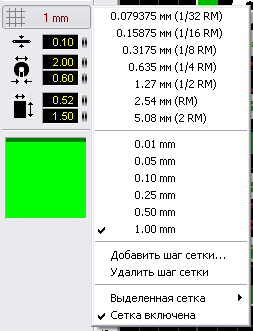 1 mm
0.10
2.00
0.60
0.52
1.50
0.079375 мм (1/32 RM)
0.15875 мм (1/16 RM)
0.3175 мм (1/8 RM)
0.635 мм (1/4 RM)
1.27 мм (1/2 RM)
2.54 мм (RM)
5.08 мм (2 RM)
0.01 mm
0.05 mm
0.10 mm
0.25 mm
0.50 mm
1.00 mm
Добавить шаг сетки...
Удалить шаг сетки
Выделенная сетка
Сетка включена